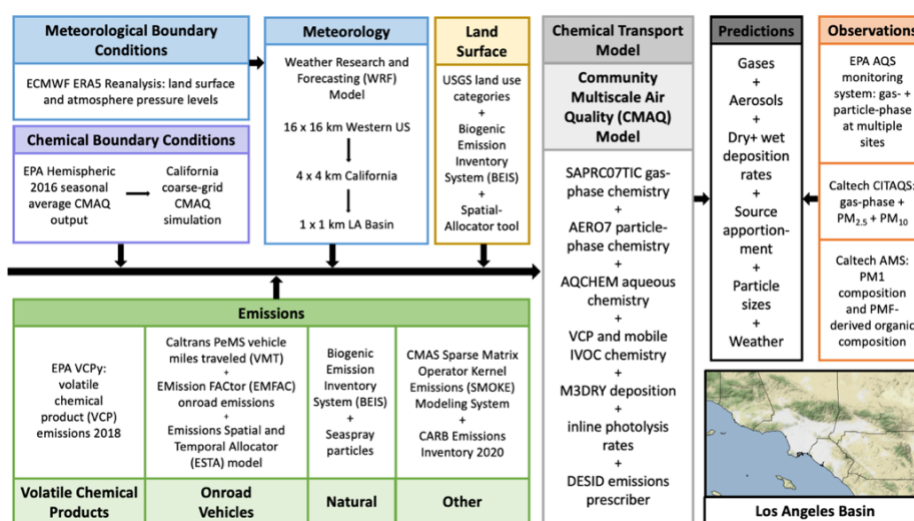 Meteorological Boundary
Conditions
ECMWF ERA5 Reanalysis: land surface
and atmosphere pressure levels
Chemical Boundary Conditions
EPA Hemispheric
2016 seasonal
average CMAQ
output
California
coarse-grid
CMAQ
simulation
Meteorology
Weather Research
and Forecasting (WRF)
Model
16 x 16 km Western US
4 x 4 km California
1 x 1 km LA Basin
Land
Surface
USGS land use
categories
+
Biogenic
Emission
Inventory
System (BEIS)
+
Spatial-
Allocator tool
Chemical Transport
Model
Community
Multiscale Air
Quality (CMAQ)
Model
SAPRC07TIC gas-
phase chemistry
+
AERO7 particle-
phase chemistry
+
AQCHEM aqueous
chemistry
+
VCP and mobile
IVOC chemistry
+
M3DRY deposition
+
inline photolysis
rates
+
DESID emissions
prescriber
Predictions
Gases
+
Aerosols
+
Dry+ wet
deposition
rates
+
Source
apportion-
ment
+
Particle
sizes
+
Weather
Observations
EPA AQS
monitoring
system: gas- +
particle-phase
at multiple
sites
Caltech CITAQS:
gas-phase +
PM2.5 + PM10
Caltech AMS:
PM1
composition
and PMF-
derived organic
composition
Emissions
EPA VCPy:
volatile
chemical
product (VCP)
emissions 2018
Volatile Chemical
Products
Caltrans PeMS vehicle
miles traveled (VMT)
+
EMission FACtor (EMFAC)
onroad emissions
+
Emissions Spatial and
Temporal Allocator
(ESTA) model
Onroad
Vehicles
Biogenic
Emission
Inventory
System (BEIS)
+
Seaspray
particles
Natural
CMAS Sparse Matrix
Operator Kernel
Emissions (SMOKE)
Modeling System
+
CARB Emissions
Inventory 2020
Other
Los Angeles Basin